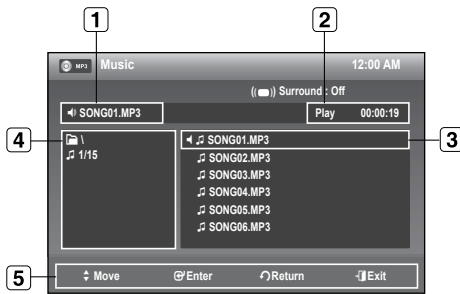 1 2
MP3 Music 12:00 AM
Surround : Off
SONG01.MP3 Play 00:00:19
4 \ SONG01.MP3 3
1/15 SONG02.MP3
SONG03.MP3
SONG04.MP3
SONG05.MP3
SONG06.MP3
5 Move Enter Return Exit